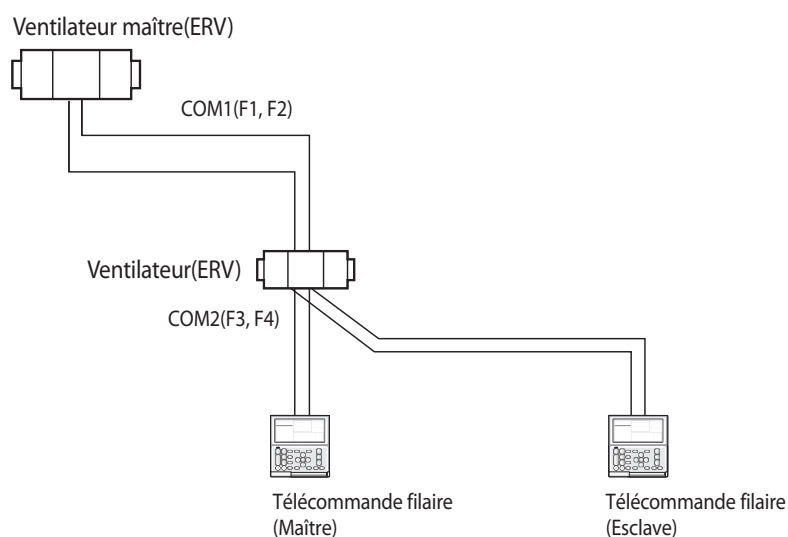 Ventilateur maître(ERV)
COM1(F1, F2)
Ventilateur(ERV)
COM2(F3, F4)
Télécommande filaire
(Maître)
Télécommande filaire
(Esclave)